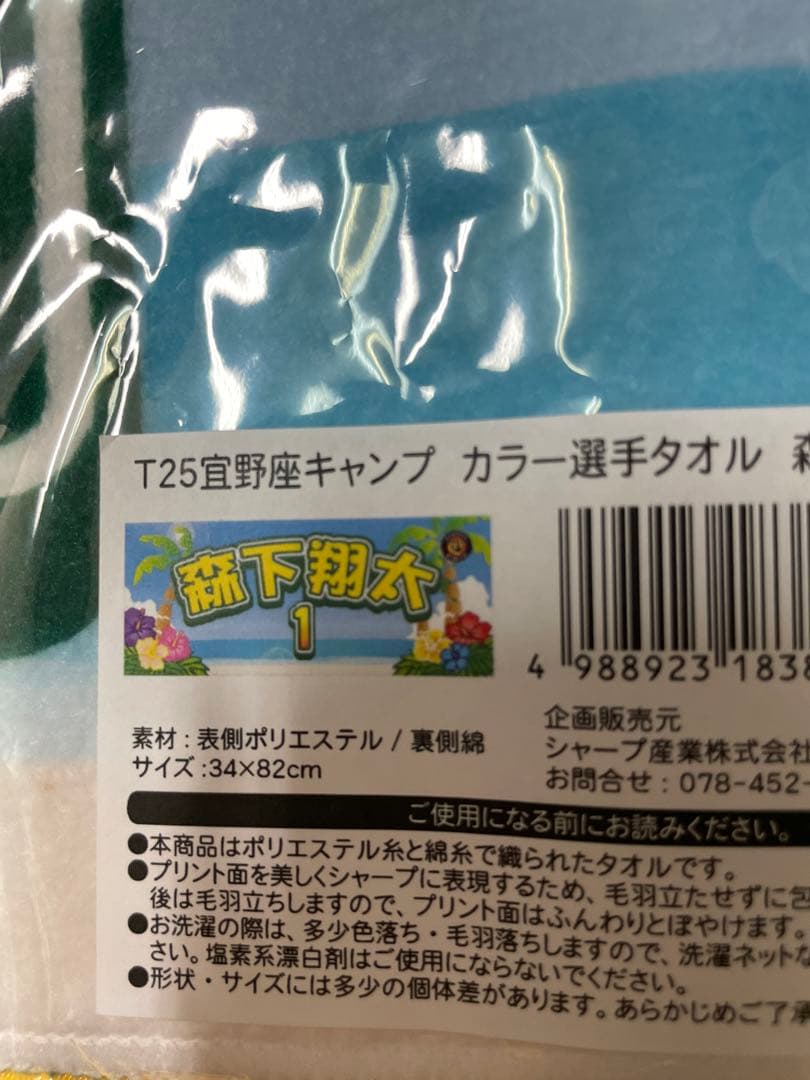 T25宜野座キャンプ カラー選手タオル 森
森下翔太
1
4 988923 1838
素材：表側ポリエステル / 裏側綿
サイズ：34×82cm
企画販売元
シャープ産業株式会社
お問合せ：078-452-
ご使用になる前にお読みください。
●本商品はポリエステル糸と綿糸で織られたタオルです。
●プリント面を美しくシャープに表現するため、毛羽立たせずに包
後は毛羽立ちしますので、プリント面はふんわりとぼやけます。
●お洗濯の際は、多少色落ち・毛羽落ちしますので、洗濯ネットな
さい。塩素系漂白剤はご使用にならないでください。
●形状・サイズには多少の個体差があります。あらかじめご了承